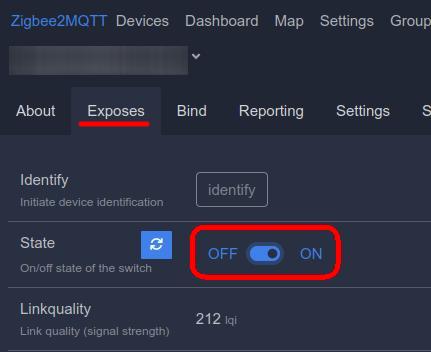 Zigbee2MQTT Devices Dashboard Map Settings Group
About Exposes Bind Reporting Settings S
Identify
Initiate device identification
identify
State
On/off state of the switch
OFF ON
Linkquality
Link quality (signal strength)
212 lqi